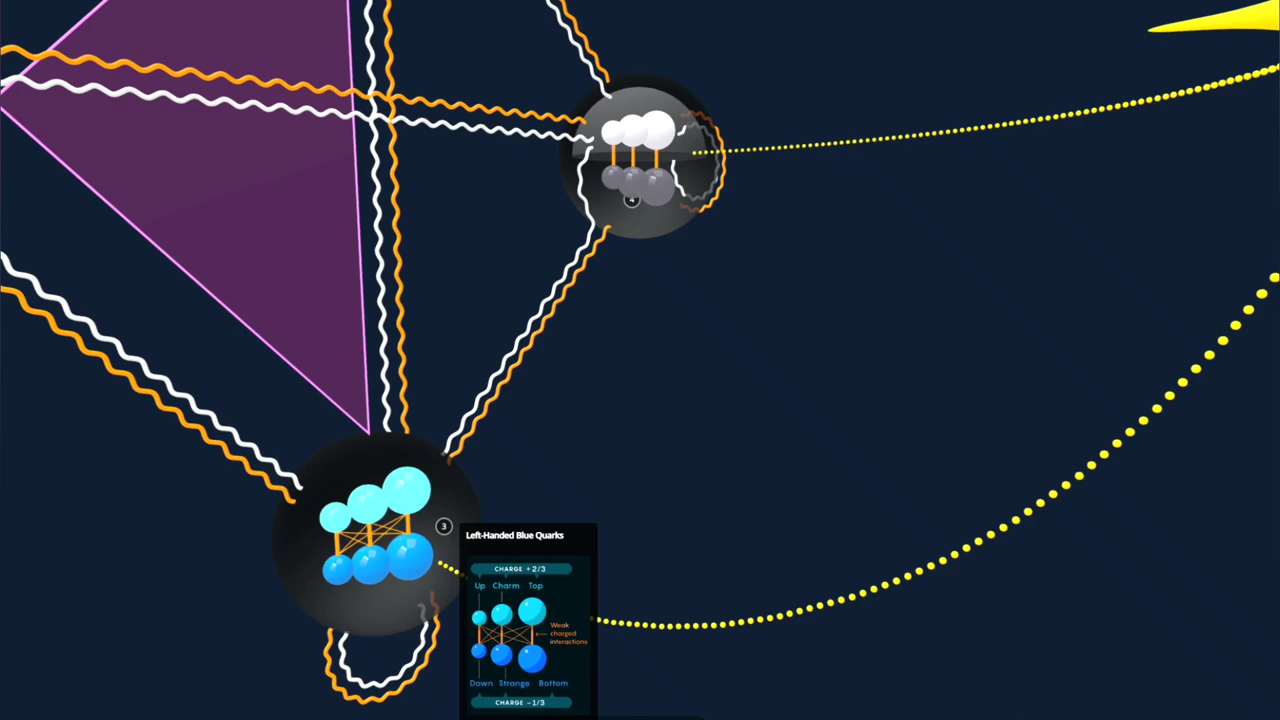 4
3
Left-Handed Blue Quarks
CHARGE +2/3
Up Charm Top
Weak
charged
interactions
Down Strange Bottom
CHARGE −1/3